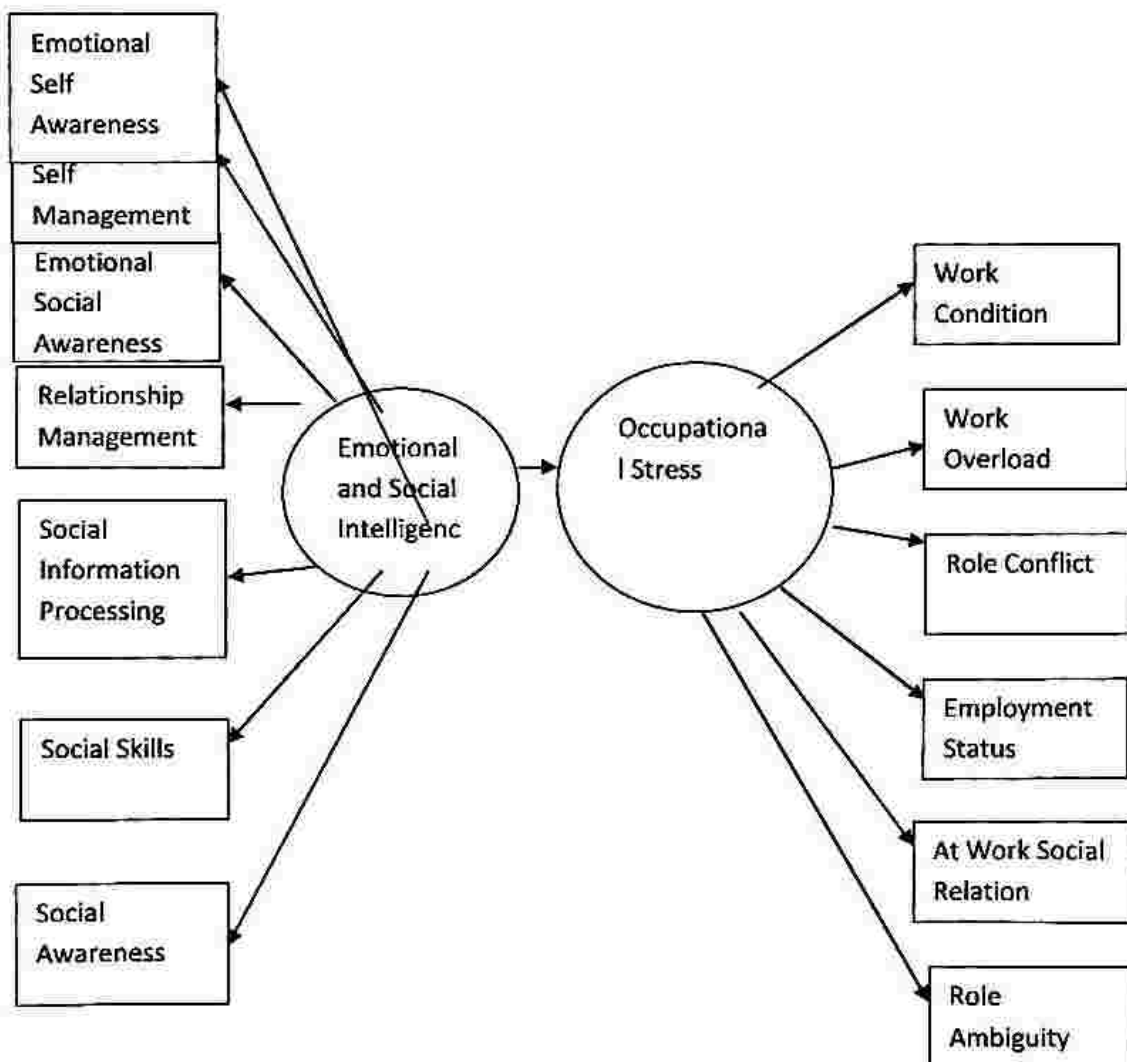 Emotional
Self
Awareness
Self
Management
Emotional
Social
Awareness
Relationship
Management
Social
Information
Processing
Social Skills
Social
Awareness
Emotional
and Social
Intelligenc
Occupationa
l Stress
Work
Condition
Work
Overload
Role Conflict
Employment
Status
At Work Social
Relation
Role
Ambiguity